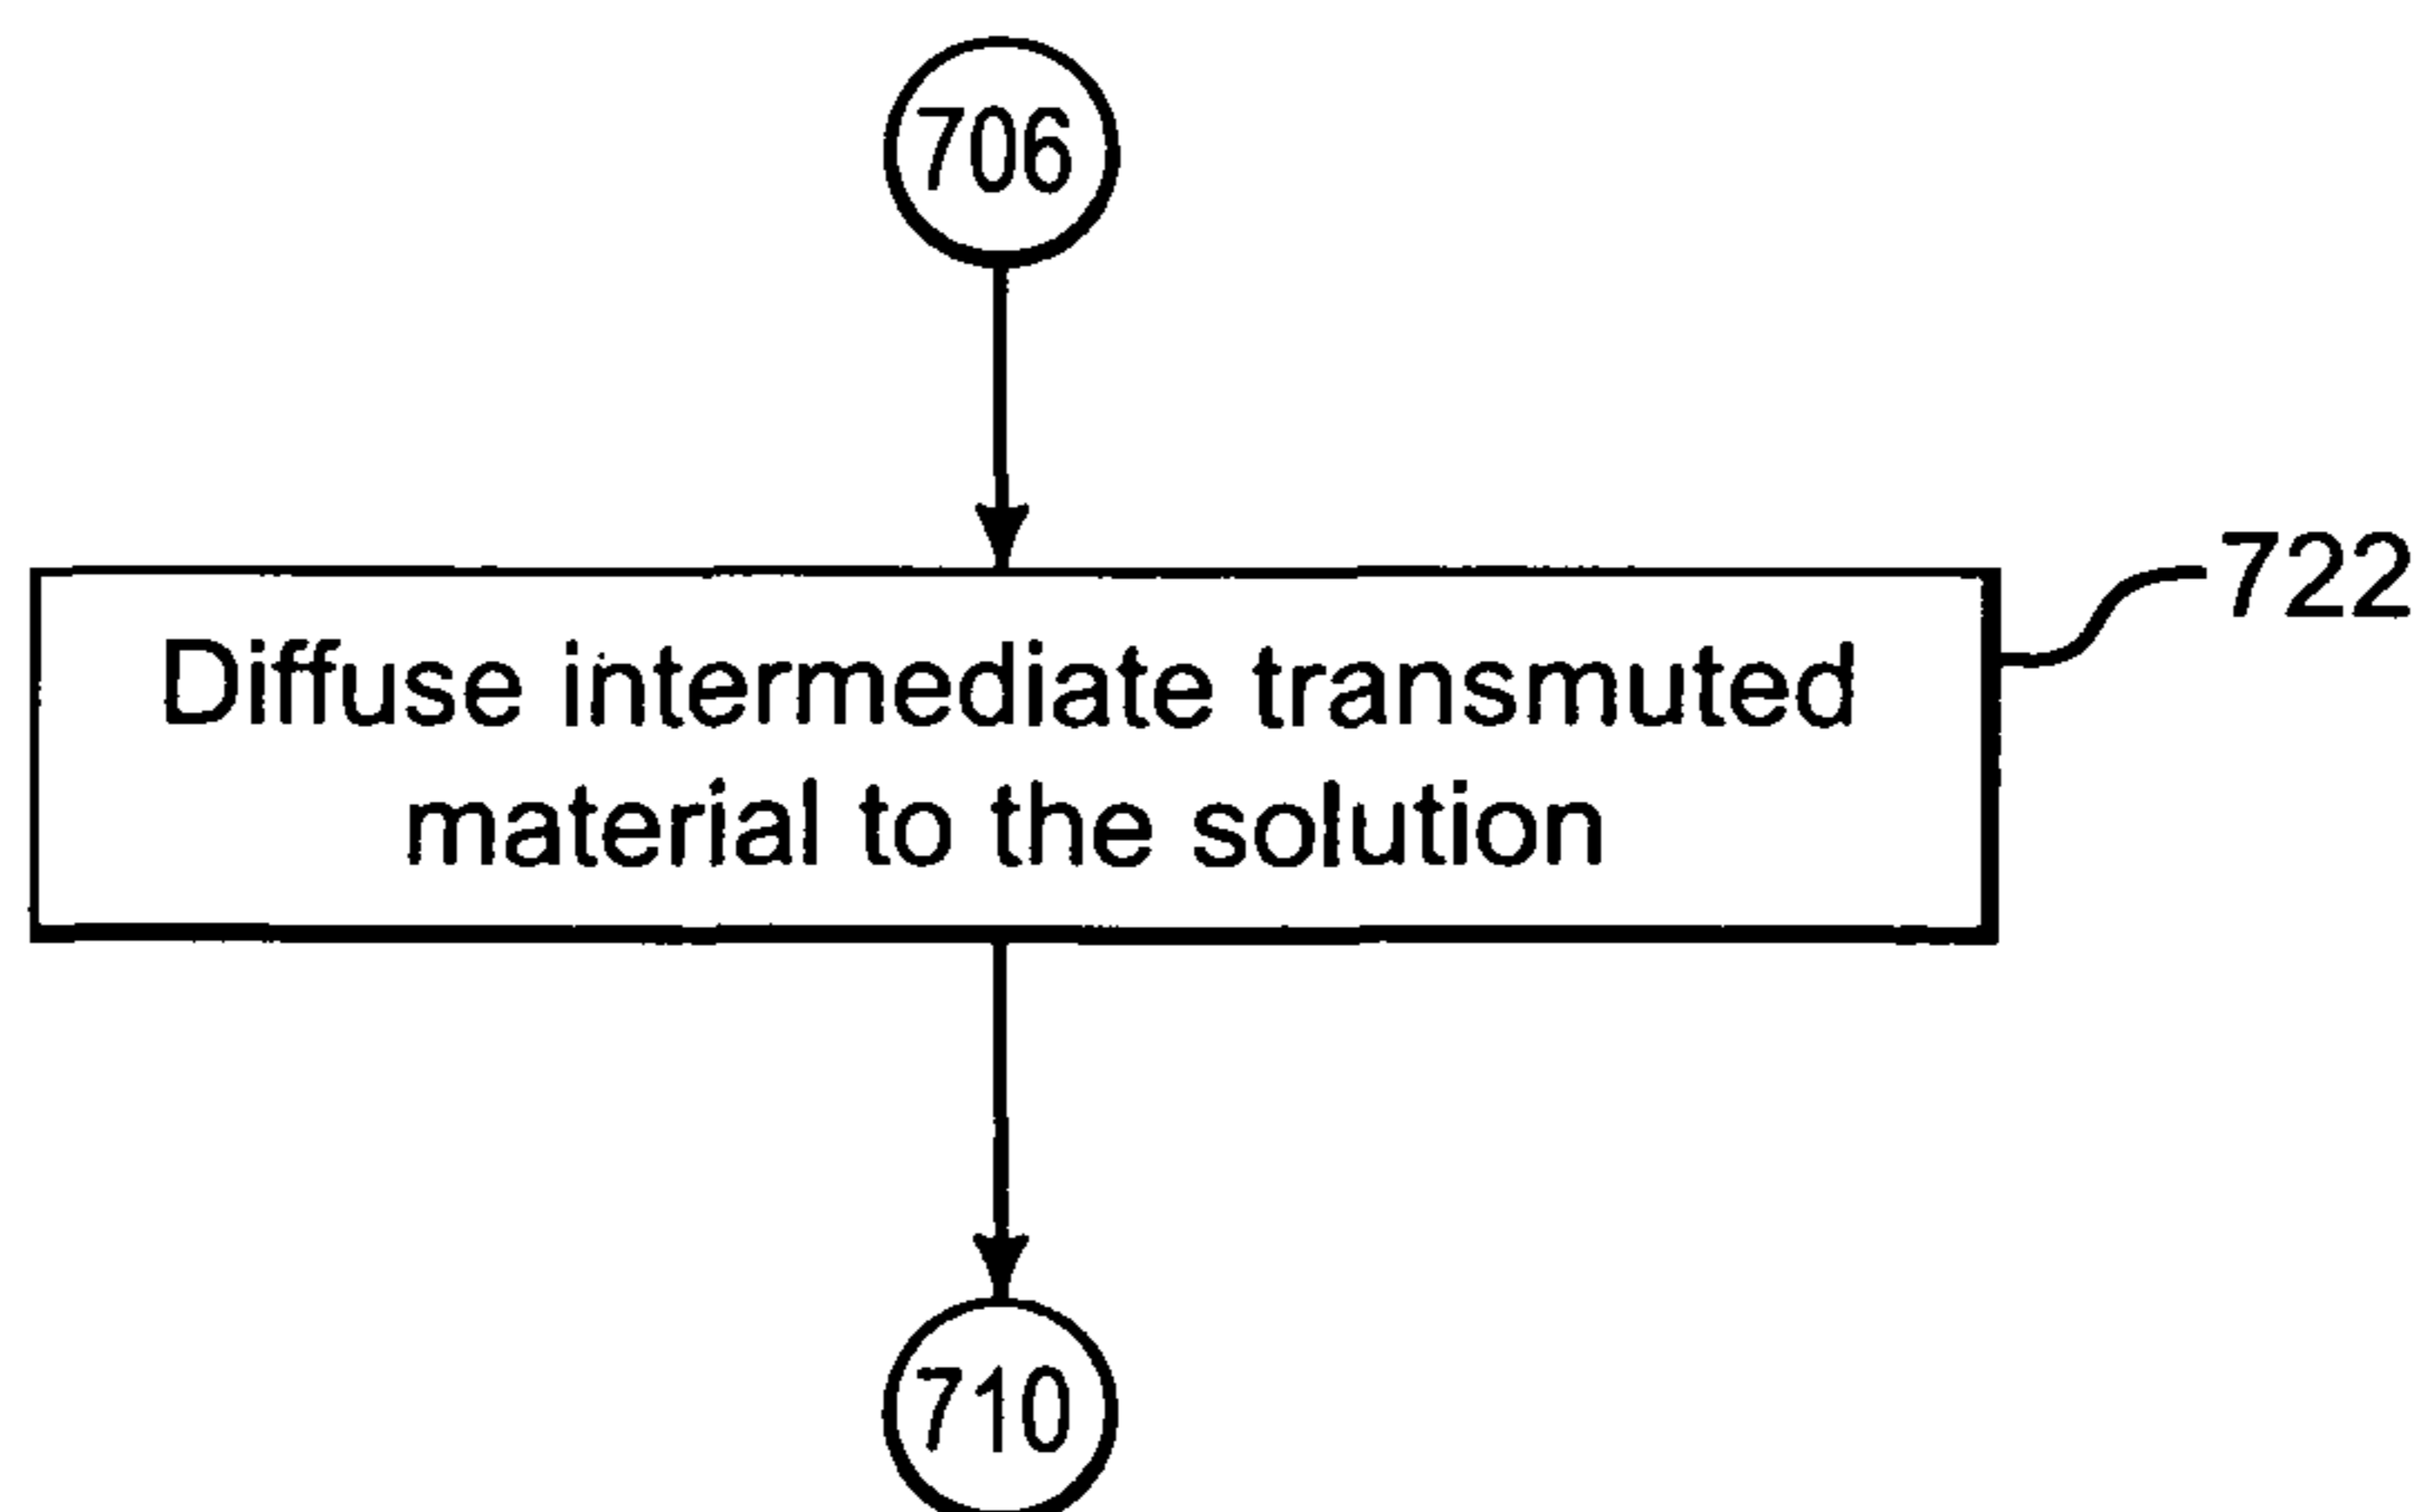 706
722
Diffuse intermediate transmuted
material to the solution
710